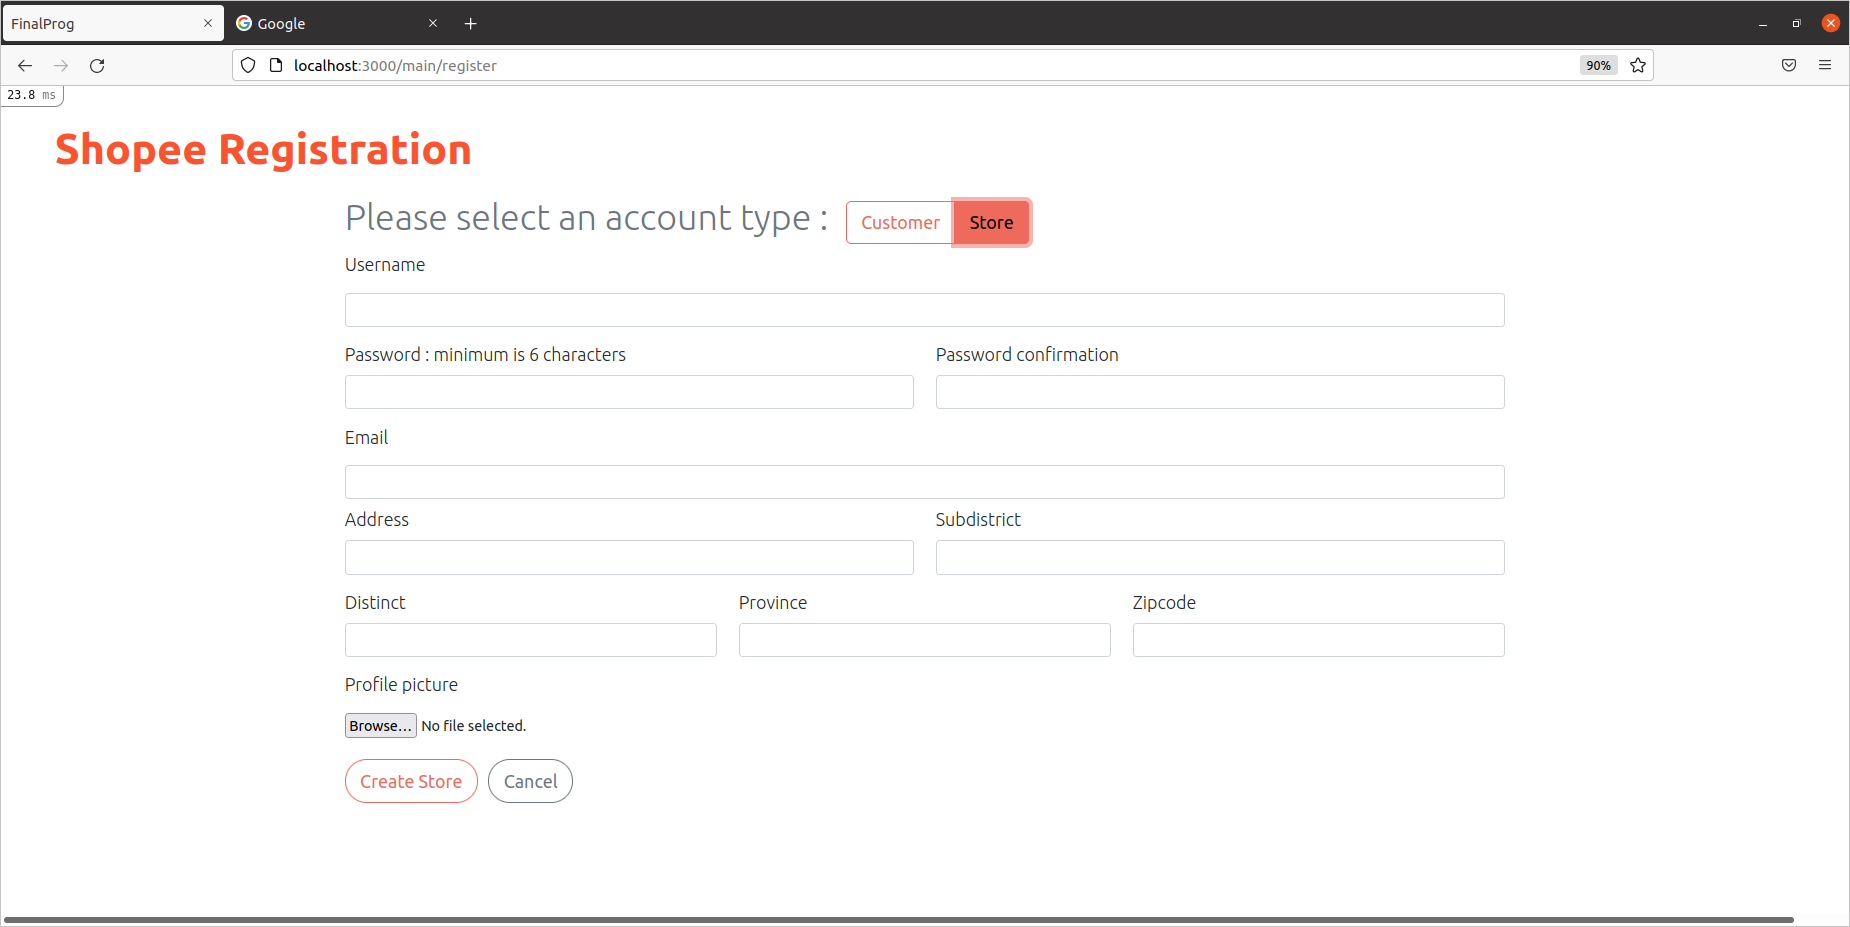 FinalProg
Google
localhost:3000/main/register
90%
23.8 ms
Shopee Registration
Please select an account type : Customer Store
Username
Password : minimum is 6 characters Password confirmation
Email
Address Subdistrict
Distinct Province Zipcode
Profile picture
Browse... No file selected.
Create Store Cancel